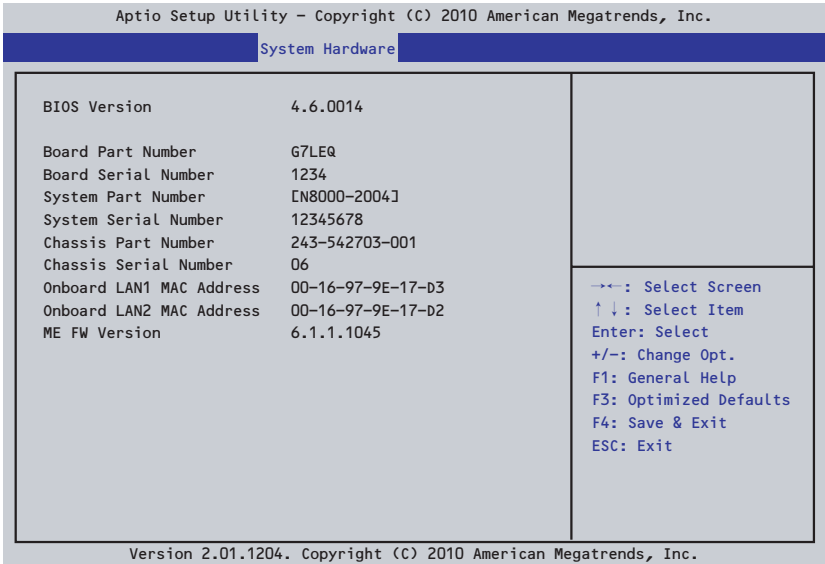 Aptio Setup Utility – Copyright (C) 2010 American Megatrends, Inc.
System Hardware
BIOS Version 4.6.0014
Board Part Number G7LEQ
Board Serial Number 1234
System Part Number [N8000-2004]
System Serial Number 12345678
Chassis Part Number 243-542703-001
Chassis Serial Number 06
Onboard LAN1 MAC Address 00-16-97-9E-17-D3
Onboard LAN2 MAC Address 00-16-97-9E-17-D2
ME FW Version 6.1.1.1045
→←: Select Screen
↑↓: Select Item
Enter: Select
+/-: Change Opt.
F1: General Help
F3: Optimized Defaults
F4: Save & Exit
ESC: Exit
Version 2.01.1204. Copyright (C) 2010 American Megatrends, Inc.